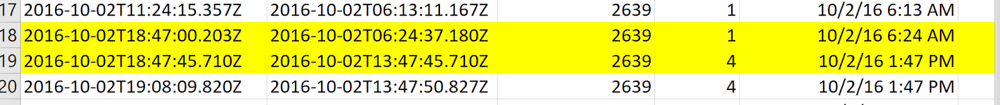 17 2016-10-02T11:24:15.357Z 2016-10-02T06:13:11.167Z 2639 1 10/2/16 6:13 AM
18 2016-10-02T18:47:00.203Z 2016-10-02T06:24:37.180Z 2639 1 10/2/16 6:24 AM
19 2016-10-02T18:47:45.710Z 2016-10-02T13:47:45.710Z 2639 4 10/2/16 1:47 PM
20 2016-10-02T19:08:09.820Z 2016-10-02T13:47:50.827Z 2639 4 10/2/16 1:47 PM